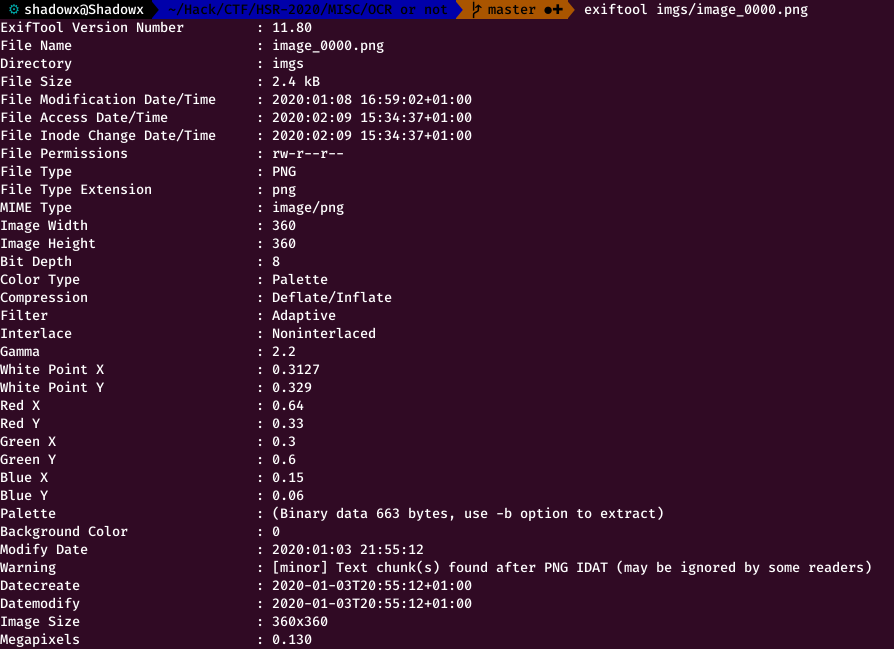 shadowx@Shadowx ~/Hack/CTF/HSR-2020/MISC/OCR or not master ●✚ exiftool imgs/image_0000.png
ExifTool Version Number : 11.80
File Name : image_0000.png
Directory : imgs
File Size : 2.4 kB
File Modification Date/Time : 2020:01:08 16:59:02+01:00
File Access Date/Time : 2020:02:09 15:34:37+01:00
File Inode Change Date/Time : 2020:02:09 15:34:37+01:00
File Permissions : rw-r--r--
File Type : PNG
File Type Extension : png
MIME Type : image/png
Image Width : 360
Image Height : 360
Bit Depth : 8
Color Type : Palette
Compression : Deflate/Inflate
Filter : Adaptive
Interlace : Noninterlaced
Gamma : 2.2
White Point X : 0.3127
White Point Y : 0.329
Red X : 0.64
Red Y : 0.33
Green X : 0.3
Green Y : 0.6
Blue X : 0.15
Blue Y : 0.06
Palette : (Binary data 663 bytes, use -b option to extract)
Background Color : 0
Modify Date : 2020:01:03 21:55:12
Warning : [minor] Text chunk(s) found after PNG IDAT (may be ignored by some readers)
Datecreate : 2020-01-03T20:55:12+01:00
Datemodify : 2020-01-03T20:55:12+01:00
Image Size : 360x360
Megapixels : 0.130